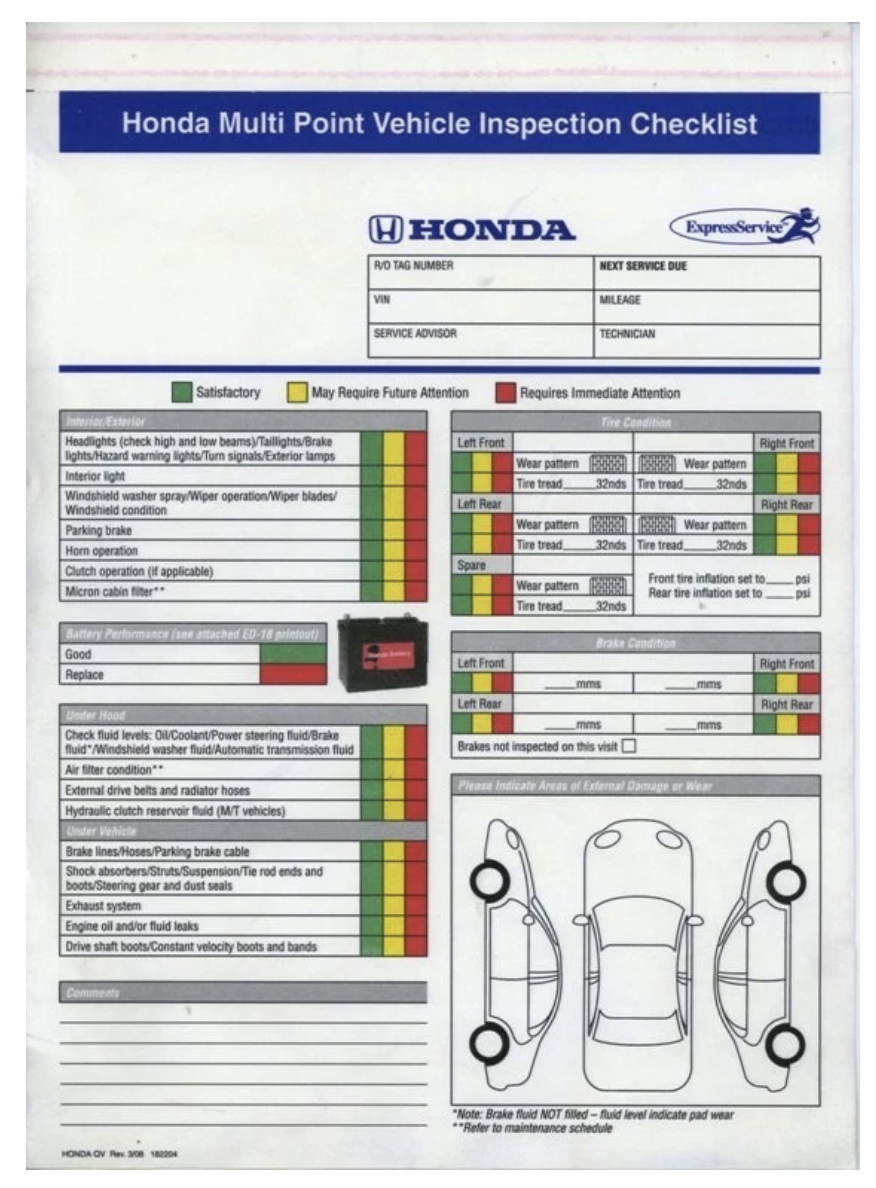 Honda Multi Point Vehicle Inspection Checklist
HONDA
ExpressService
R/O TAG NUMBER
NEXT SERVICE DUE
VIN
MILEAGE
SERVICE ADVISOR
TECHNICIAN
Satisfactory
May Require Future Attention
Requires Immediate Attention
Interior/Exterior
Headlights (check high and low beams)/Taillights/Brake
lights/Hazard warning lights/Turn signals/Exterior lamps
Interior light
Windshield washer spray/Wiper operation/Wiper blades/
Windshield condition
Parking brake
Horn operation
Clutch operation (if applicable)
Micron cabin filter**
Battery Performance (see attached ED-18 printout)
Good
Replace
Honda Battery
Under Hood
Check fluid levels: Oil/Coolant/Power steering fluid/Brake
fluid*/Windshield washer fluid/Automatic transmission fluid
Air filter condition**
External drive belts and radiator hoses
Hydraulic clutch reservoir fluid (M/T vehicles)
Under Vehicle
Brake lines/Hoses/Parking brake cable
Shock absorbers/Struts/Suspension/Tie rod ends and
boots/Steering gear and dust seals
Exhaust system
Engine oil and/or fluid leaks
Drive shaft boots/Constant velocity boots and bands
Comments
Tire Condition
Left Front
Right Front
Wear pattern
Wear pattern
Tire tread_____32nds
Tire tread_____32nds
Left Rear
Right Rear
Wear pattern
Wear pattern
Tire tread_____32nds
Tire tread_____32nds
Spare
Wear pattern
Tire tread_____32nds
Front tire inflation set to____ psi
Rear tire inflation set to ____ psi
Brake Condition
Left Front
Right Front
_____mms
_____mms
Left Rear
Right Rear
_____mms
_____mms
Brakes not inspected on this visit
Please Indicate Areas of External Damage or Wear
*Note: Brake fluid NOT filled – fluid level indicate pad wear
**Refer to maintenance schedule
HONDA QV Rev. 3/08 182204